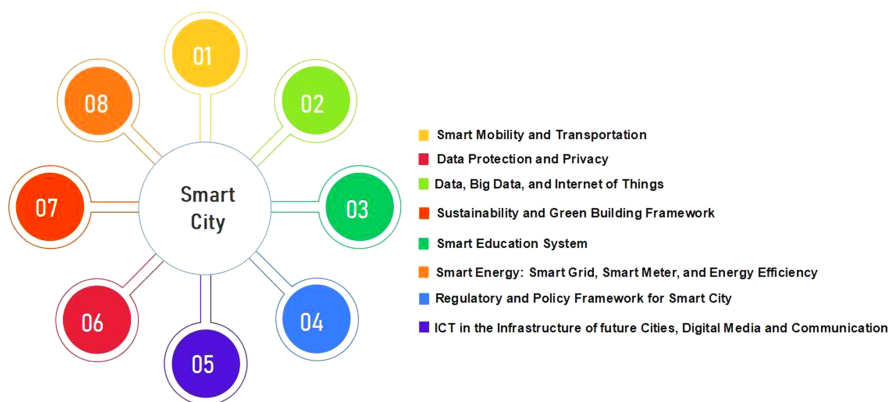 01
08
02
Smart
City
07
03
06
04
05
Smart Mobility and Transportation
Data Protection and Privacy
Data, Big Data, and Internet of Things
Sustainability and Green Building Framework
Smart Education System
Smart Energy: Smart Grid, Smart Meter, and Energy Efficiency
Regulatory and Policy Framework for Smart City
ICT in the Infrastructure of future Cities, Digital Media and Communication